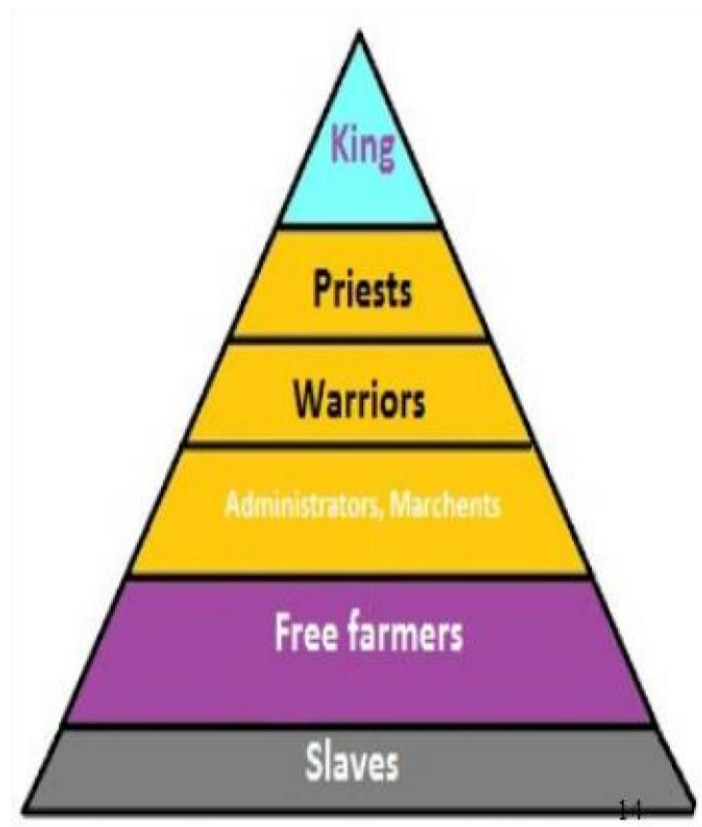 King
Priests
Warriors
Administrators, Marchents
Free farmers
Slaves
14